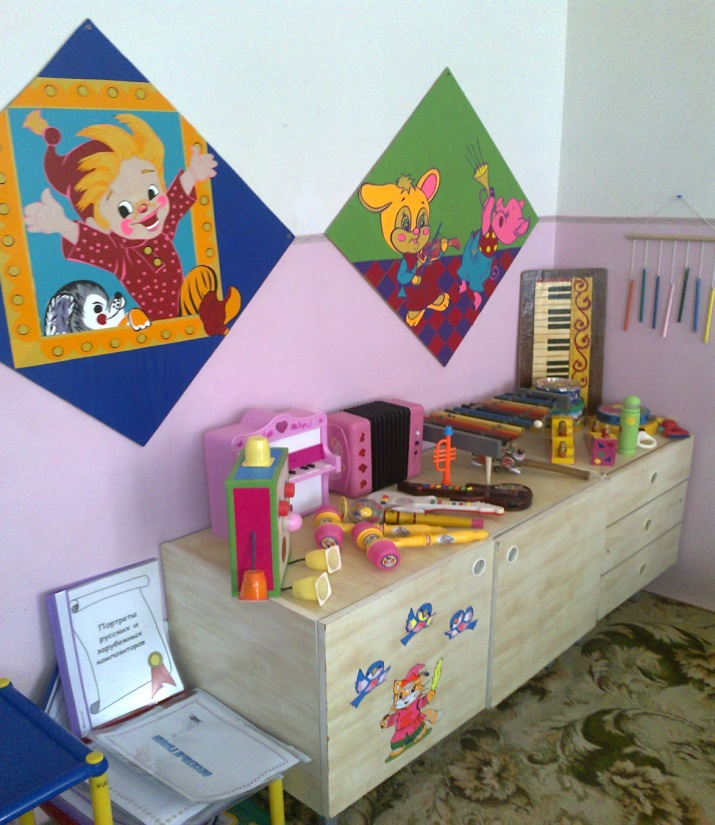 Портреты
русских и
зарубежных
композиторов